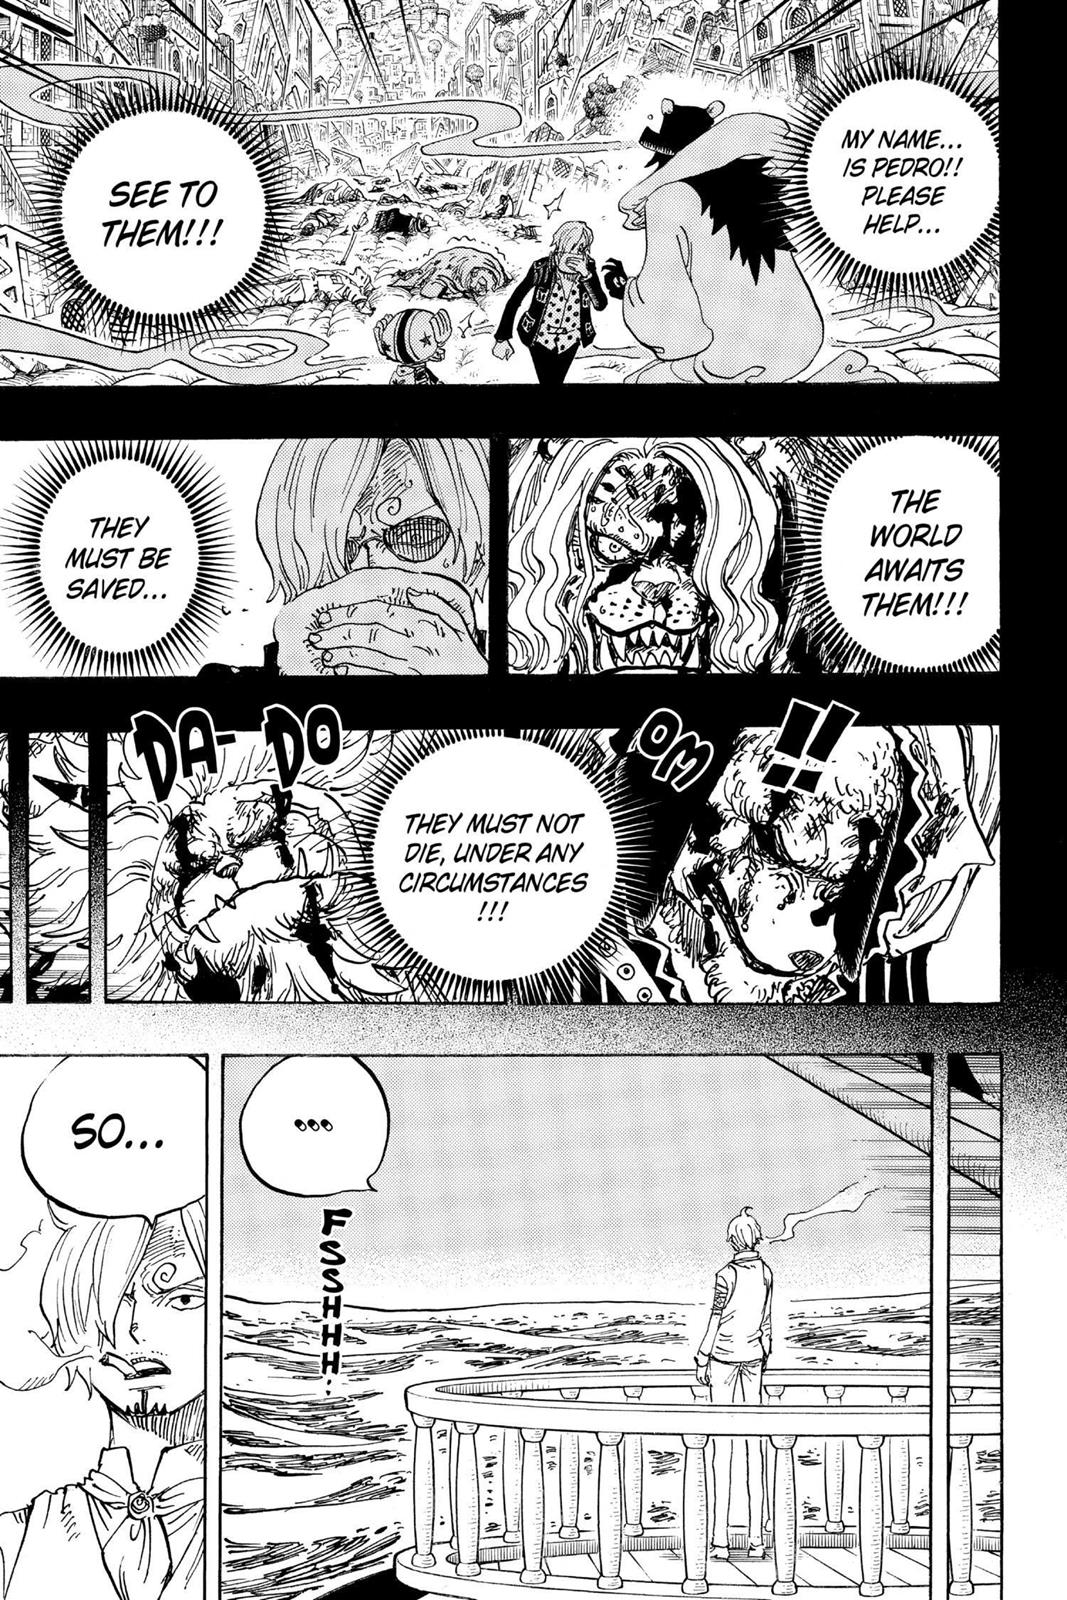 MY NAME...
IS PEDRO!!
PLEASE
HELP...
SEE TO
THEM!!!
THE
WORLD
AWAITS
THEM!!!
THEY
MUST BE
SAVED...
!!
OM
THEY MUST NOT
DIE, UNDER ANY
CIRCUMSTANCES
!!!
DA-DO
...
FSSHHH.
SO...